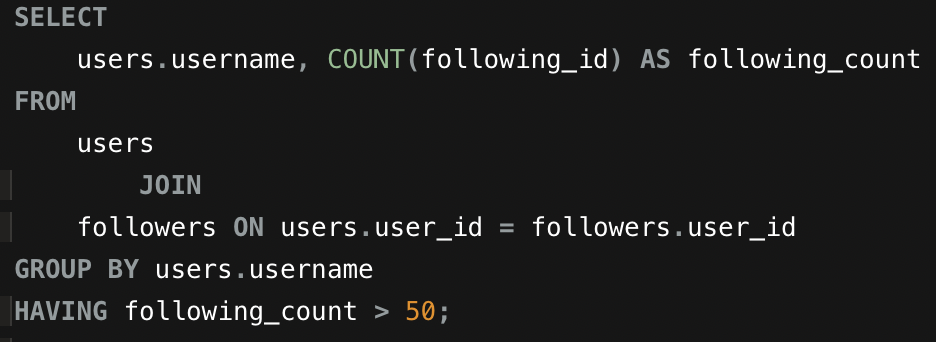 SELECT
    users.username, COUNT(following_id) AS following_count
FROM
    users
        JOIN
    followers ON users.user_id = followers.user_id
GROUP BY users.username
HAVING following_count > 50;